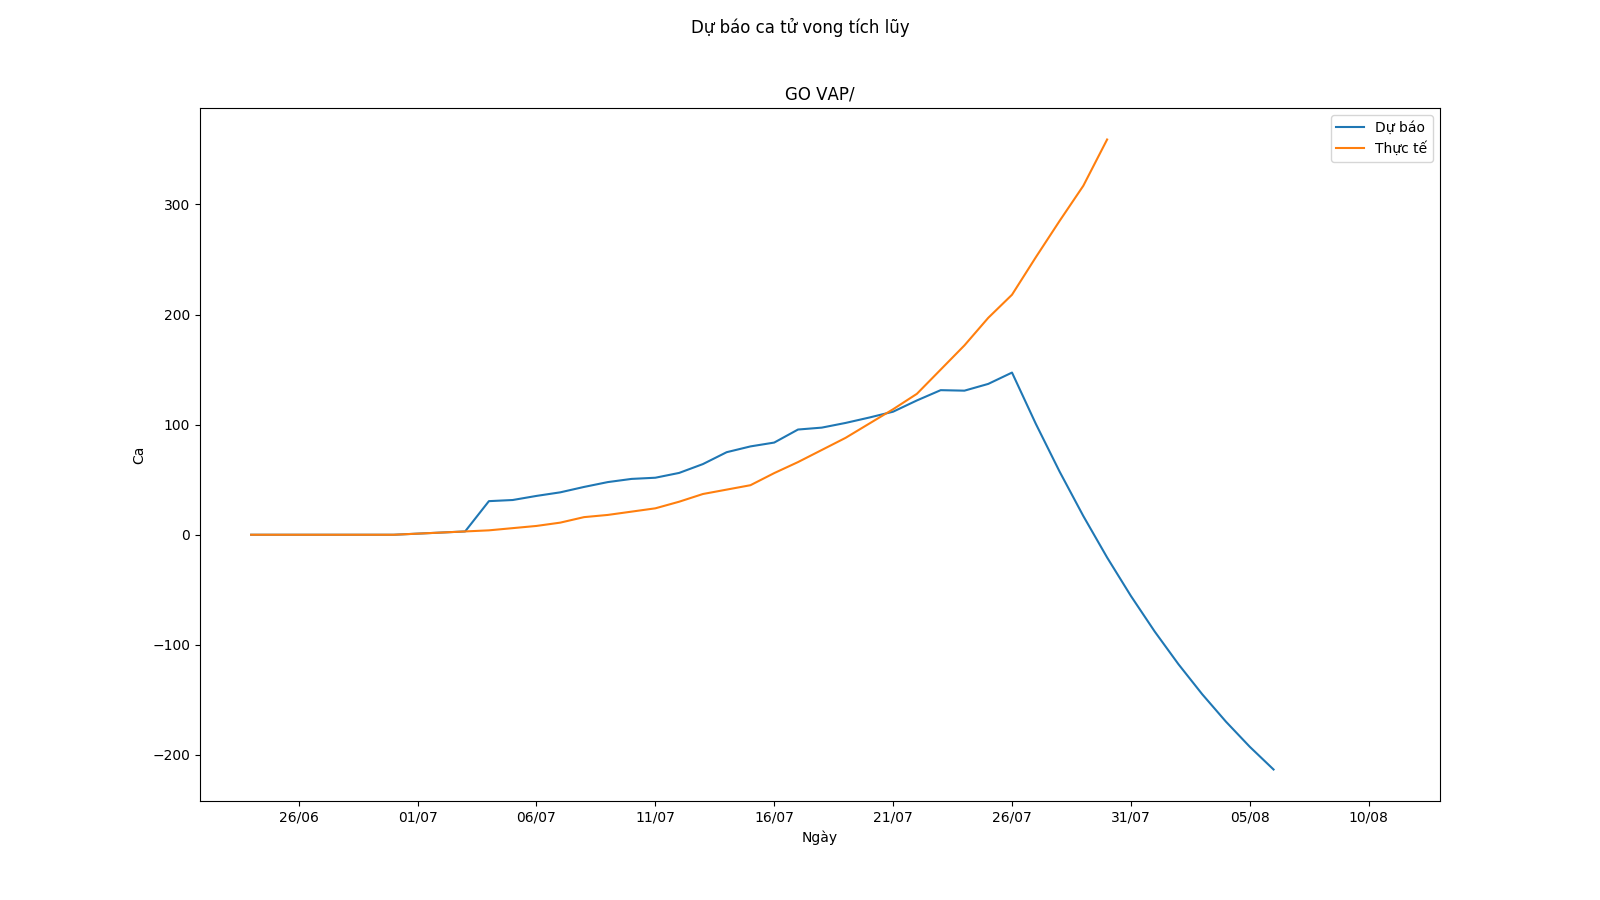 Dự báo ca tử vong tích lũy
GO VAP/
Dự báo
Thực tế
300
200
100
0
−100
−200
Ca
26/06
01/07
06/07
11/07
16/07
21/07
26/07
31/07
05/08
10/08
Ngày